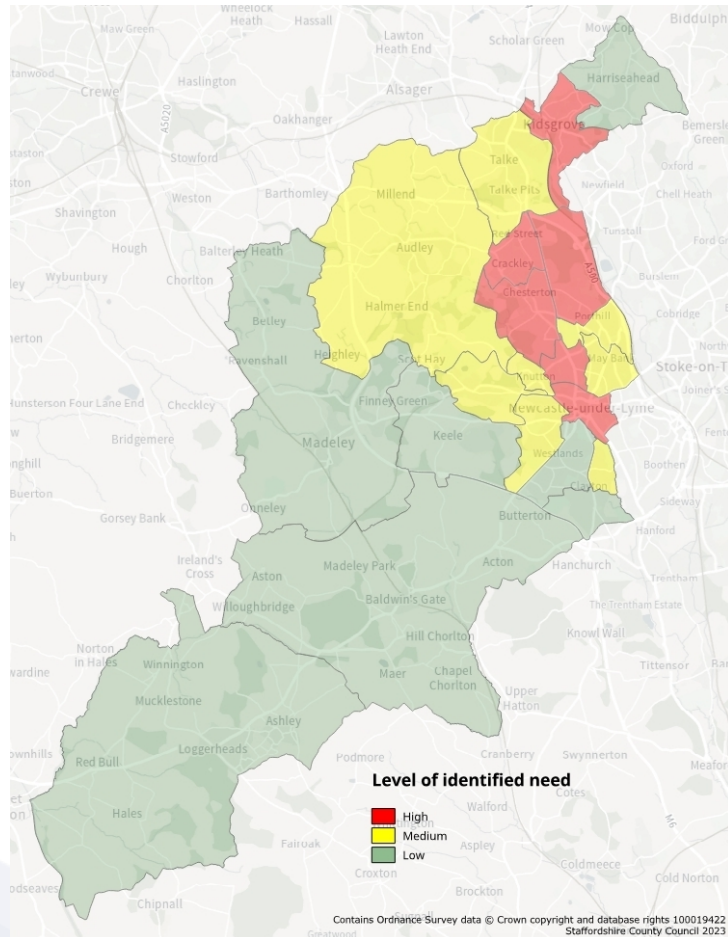 Wheelock
Heath
Hassall
Mow Cop
Biddulph
Maw Green
Lawton
Heath End
Scholar Green
Harriseahead
Crewe
Haslington
Alsager
A5020
Oakhanger
Kidsgrove
Bemersley
Green
Stowford
Talke
Oxford
Weston
Barthomley
Millend
Talke Pits
Newfield
Chell Heath
Shavington
Red Street
Tunstall
Hough
Balterley Heath
Audley
Crackley
A500
Wybunbury
Chorlton
Chesterton
Burslem
Halmer End
Porthill
Cobridge
Betley
Ravenshall
Heighley
Scot Hay
May Bank
Knutton
Stoke-on-T
Hunsterson Four Lane End
Checkley
Finney Green
Newcastle-under-Lyme
Bridgemere
Madeley
Keele
Westlands
Boothen
Buerton
Clayton
Sideway
Gorsey Bank
Onneley
Butterton
Hanford
Ireland's
Cross
Aston
Madeley Park
Acton
Hanchurch
Trentham
Willoughbridge
Baldwin's Gate
The Trentham Estate
Norton
in Hales
Winnington
Hill Chorlton
Knowl Wall
Maer
Chapel
Chorlton
Tittensor
Mucklestone
Upper
Hatton
Ashley
Loggerheads
Podmore
Cranberry
Swynnerton
Red Bull
Level of identified need
Cotes
Hales
High
Walford
M6
Medium
Fairoak
Aspley
Low
Croxton
Coldmeece
Cold Norton
Chipnall
Brockton
Contains Ordnance Survey data © Crown copyright and database rights 100019422
Staffordshire County Council 2023